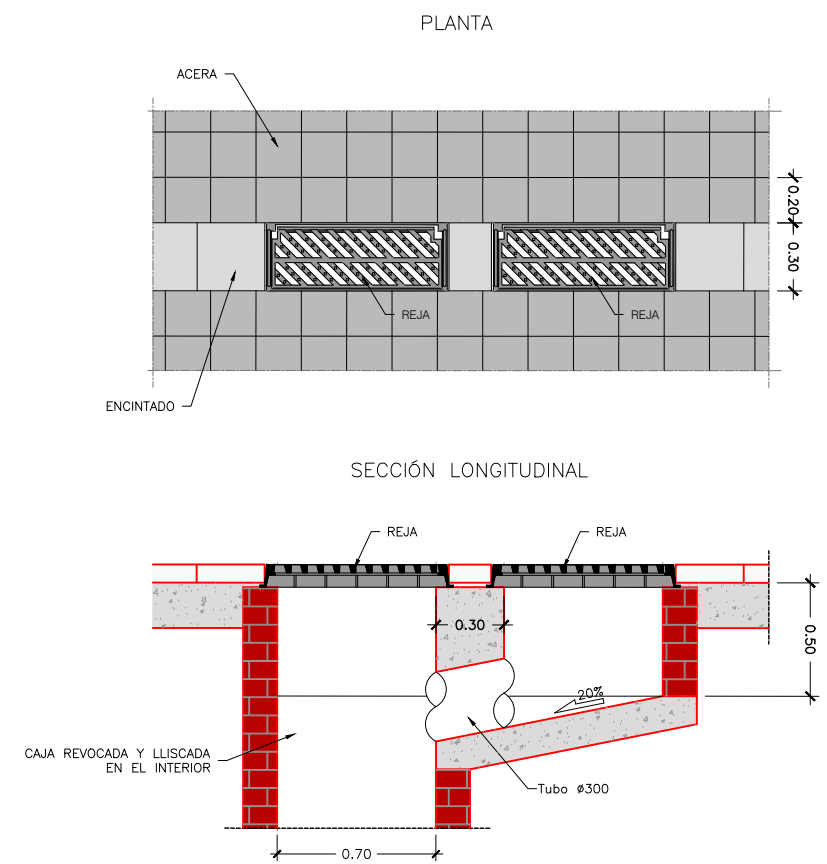 PLANTA
ACERA
0.20
0.30
REJA
REJA
ENCINTADO
SECCIÓN LONGITUDINAL
REJA
REJA
0.30
0.50
20%
CAJA REVOCADA Y LLISCADA
EN EL INTERIOR
Tubo ø300
0.70